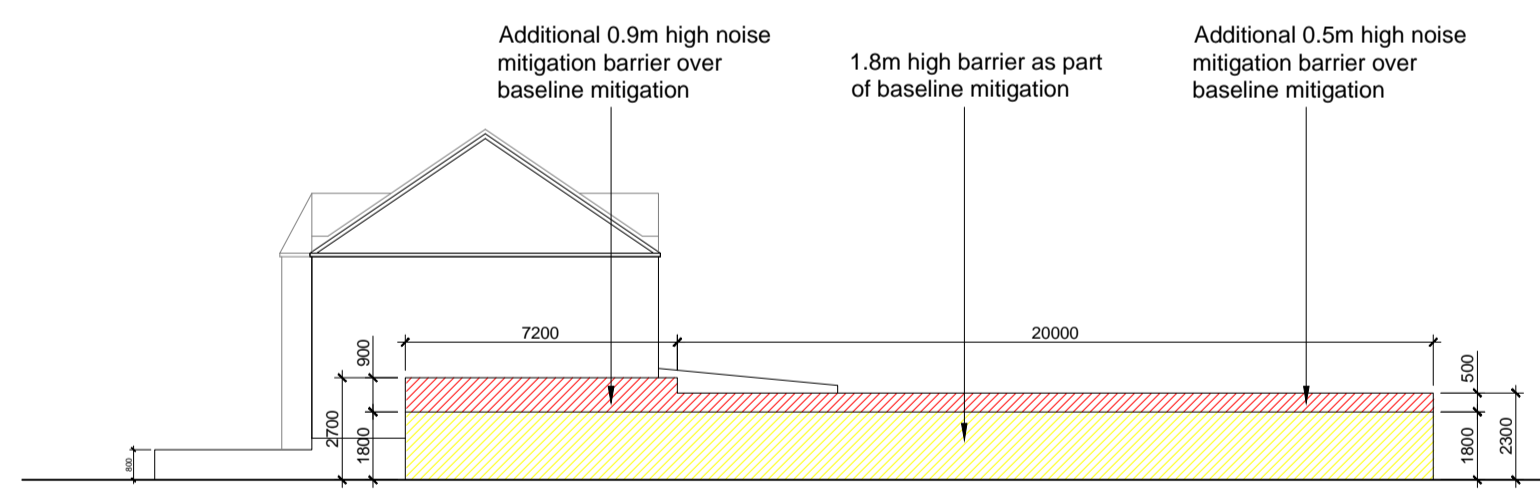 Additional 0.9m high noise
mitigation barrier over
baseline mitigation
1.8m high barrier as part
of baseline mitigation
Additional 0.5m high noise
mitigation barrier over
baseline mitigation
7200
20000
900
2700
1800
800
500
1800
2300